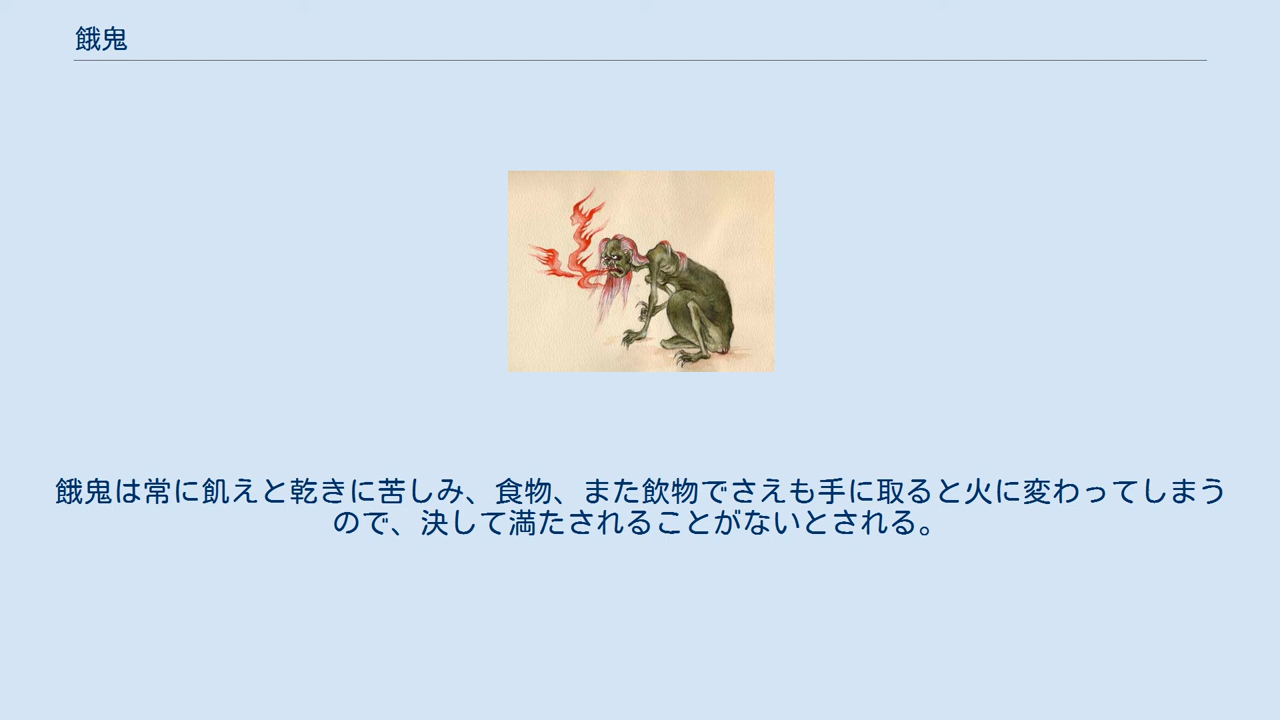 餓鬼
餓鬼は常に飢えと乾きに苦しみ、食物、また飲物でさえも手に取ると火に変わってしまう
ので、決して満たされることがないとされる。